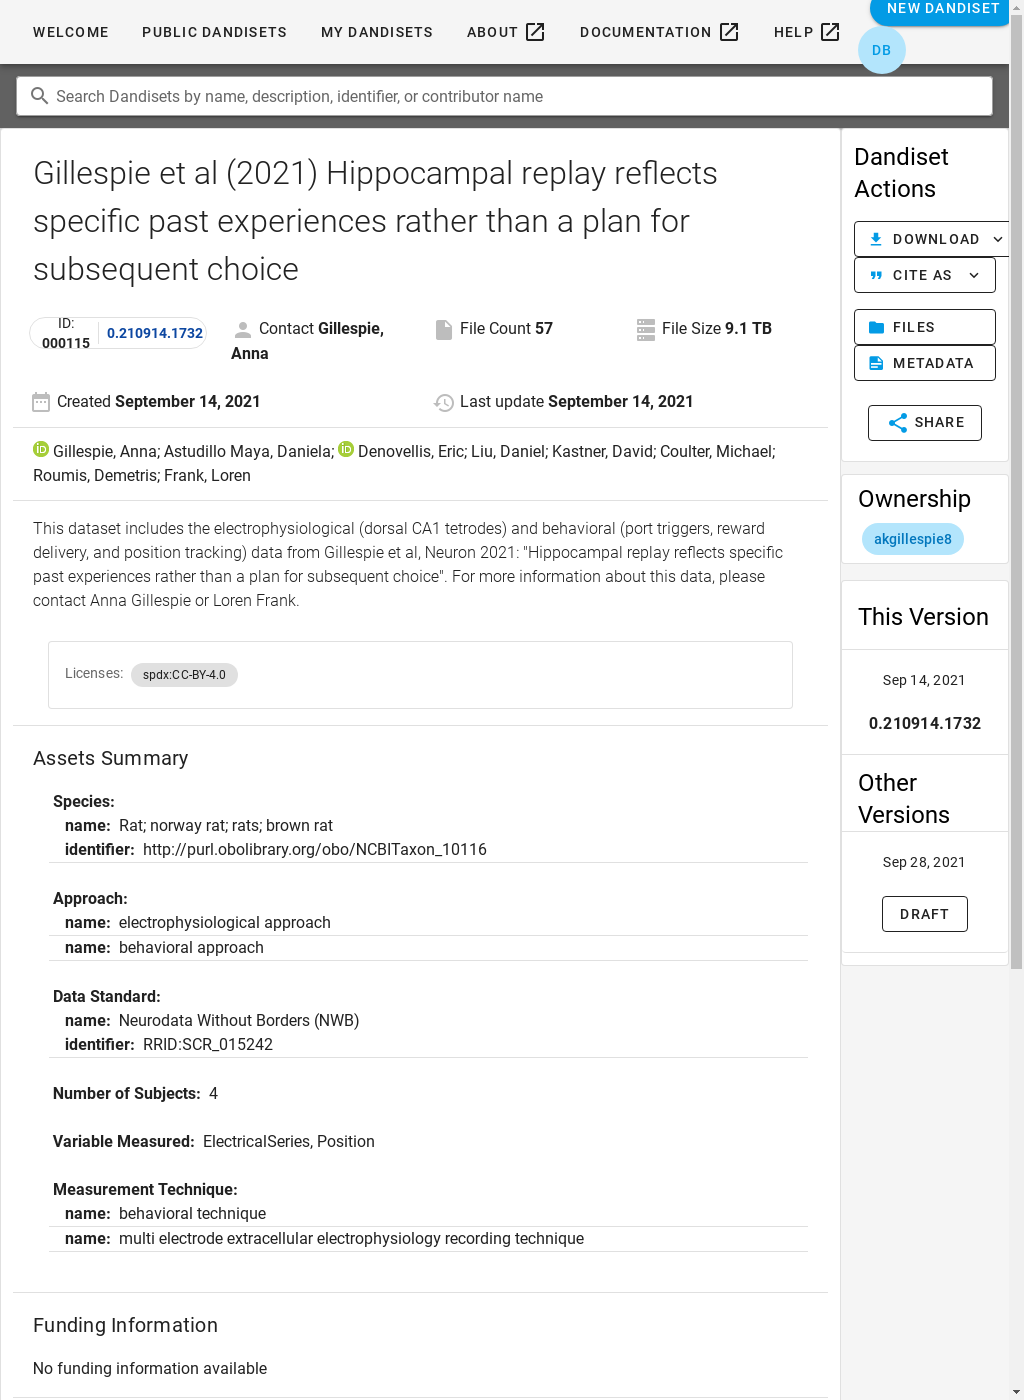 WELCOME PUBLIC DANDISETS MY DANDISETS ABOUT DOCUMENTATION HELP NEW DANDISET
DB
Search Dandisets by name, description, identifier, or contributor name
Gillespie et al (2021) Hippocampal replay reflects
specific past experiences rather than a plan for
subsequent choice
ID:
000115 0.210914.1732
Contact Gillespie,
Anna
File Count 57
File Size 9.1 TB
Created September 14, 2021
Last update September 14, 2021
iD Gillespie, Anna; Astudillo Maya, Daniela; iD Denovellis, Eric; Liu, Daniel; Kastner, David; Coulter, Michael;
Roumis, Demetris; Frank, Loren
This dataset includes the electrophysiological (dorsal CA1 tetrodes) and behavioral (port triggers, reward
delivery, and position tracking) data from Gillespie et al, Neuron 2021: "Hippocampal replay reflects specific
past experiences rather than a plan for subsequent choice". For more information about this data, please
contact Anna Gillespie or Loren Frank.
Licenses: spdx:CC-BY-4.0
Assets Summary
Species:
name: Rat; norway rat; rats; brown rat
identifier: http://purl.obolibrary.org/obo/NCBITaxon_10116
Approach:
name: electrophysiological approach
name: behavioral approach
Data Standard:
name: Neurodata Without Borders (NWB)
identifier: RRID:SCR_015242
Number of Subjects: 4
Variable Measured: ElectricalSeries, Position
Measurement Technique:
name: behavioral technique
name: multi electrode extracellular electrophysiology recording technique
Funding Information
No funding information available
Dandiset
Actions
DOWNLOAD
CITE AS
FILES
METADATA
SHARE
Ownership
akgillespie8
This Version
Sep 14, 2021
0.210914.1732
Other
Versions
Sep 28, 2021
DRAFT